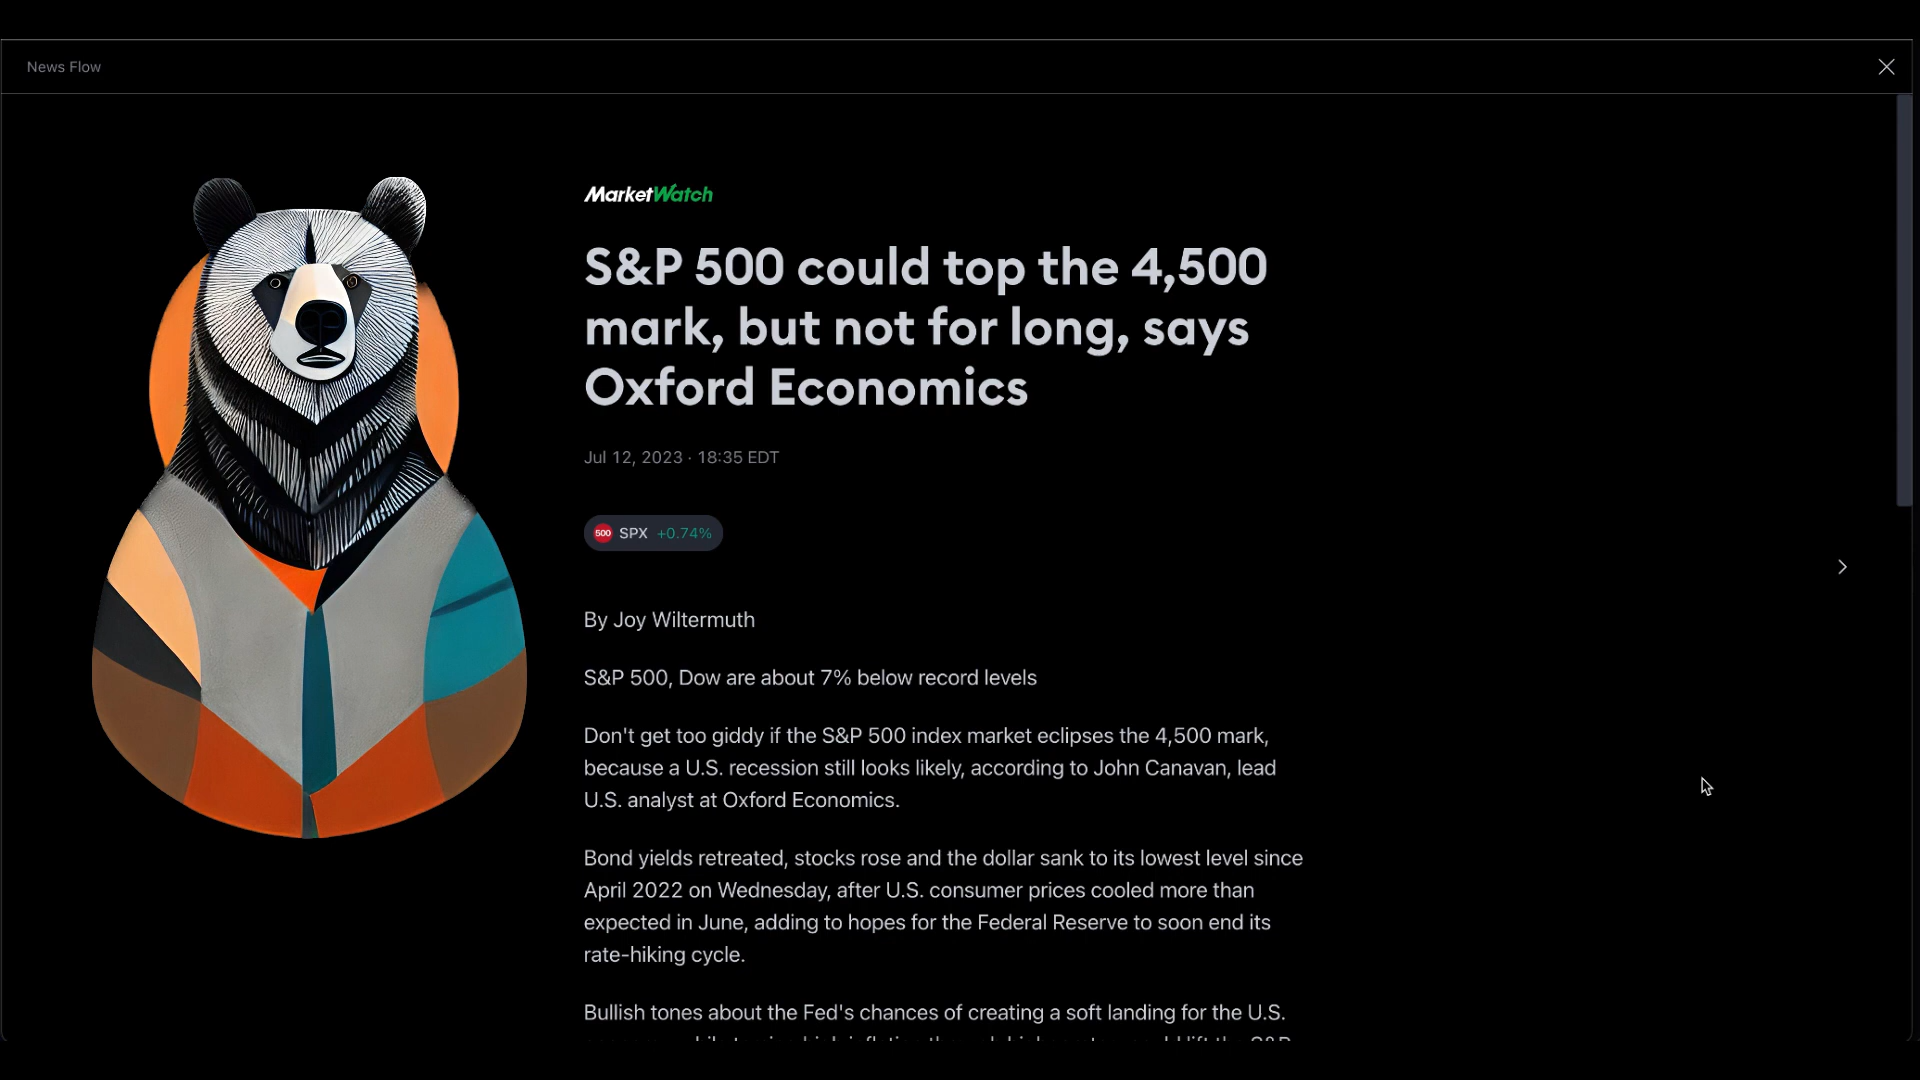 News Flow
MarketWatch
S&P 500 could top the 4,500
mark, but not for long, says
Oxford Economics
Jul 12, 2023 · 18:35 EDT
500 SPX +0.74%
By Joy Wiltermuth
S&P 500, Dow are about 7% below record levels
Don't get too giddy if the S&P 500 index market eclipses the 4,500 mark,
because a U.S. recession still looks likely, according to John Canavan, lead
U.S. analyst at Oxford Economics.
Bond yields retreated, stocks rose and the dollar sank to its lowest level since
April 2022 on Wednesday, after U.S. consumer prices cooled more than
expected in June, adding to hopes for the Federal Reserve to soon end its
rate-hiking cycle.
Bullish tones about the Fed's chances of creating a soft landing for the U.S.